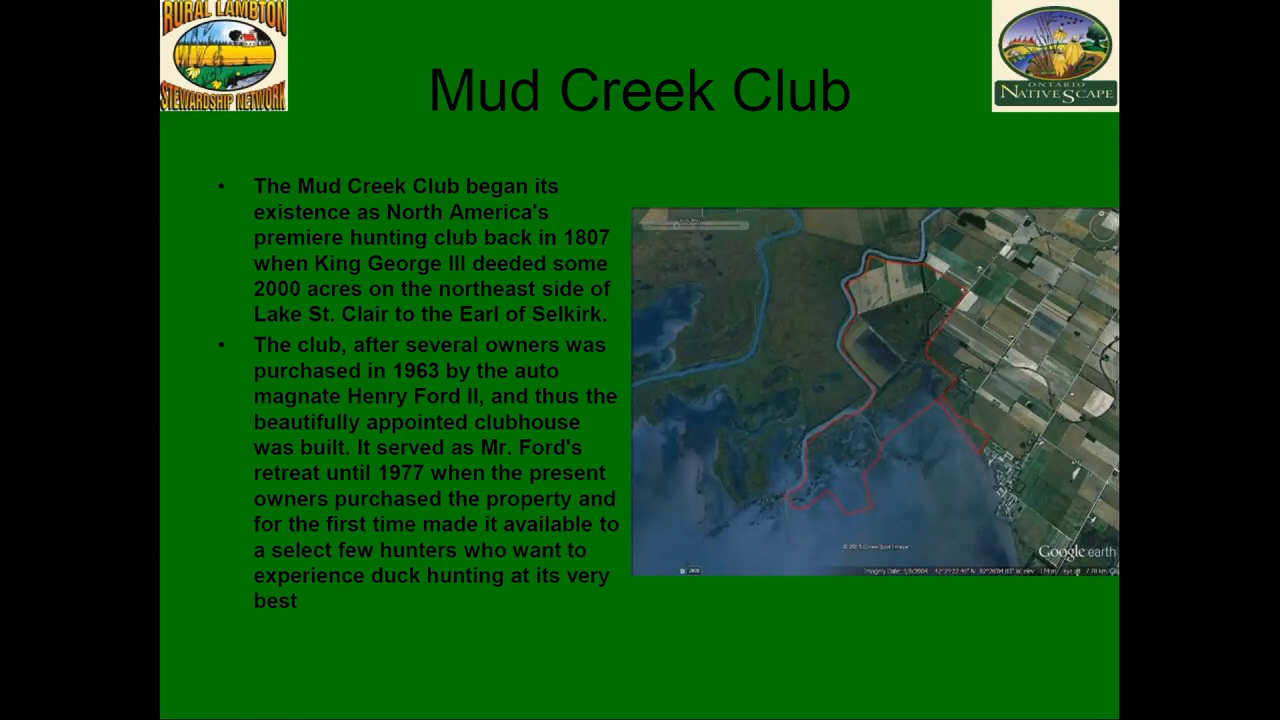 RURAL LAMBTON
STEWARDSHIP NETWORK
ONTARIO
NATIVESCAPE
Mud Creek Club
• The Mud Creek Club began its
existence as North America's
premiere hunting club back in 1807
when King George III deeded some
2000 acres on the northeast side of
Lake St. Clair to the Earl of Selkirk.
• The club, after several owners was
purchased in 1963 by the auto
magnate Henry Ford II, and thus the
beautifully appointed clubhouse
was built. It served as Mr. Ford's
retreat until 1977 when the present
owners purchased the property and
for the first time made it available to
a select few hunters who want to
experience duck hunting at its very
best
Google earth